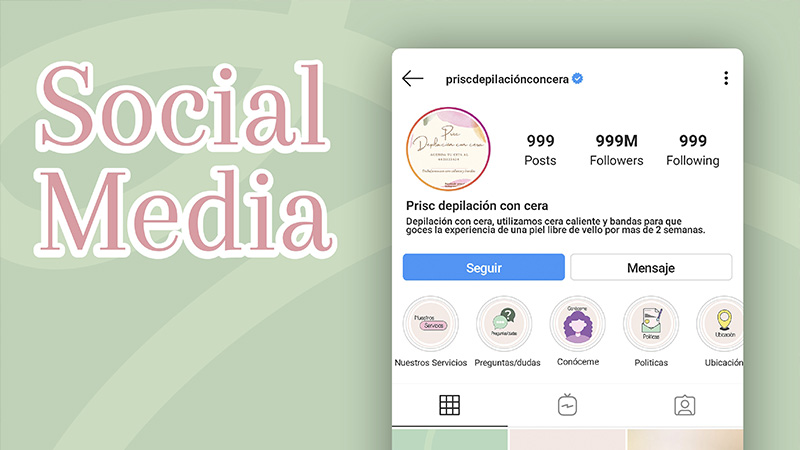 Social
Media
priscdepilaciónconcera
Prisc
Depilación con cera
999
999M
999
Posts
Followers
Following
Prisc depilación con cera
Depilación con cera, utilizamos cera caliente y bandas para que
goces la experiencia de una piel libre de vello por mas de 2 semanas.
Seguir
Mensaje
Nuestros
Servicios
Preguntas/dudas
Conóceme
Políticas
Ubicación
Nuestros Servicios
Preguntas/dudas
Conóceme
Politicas
Ubicación